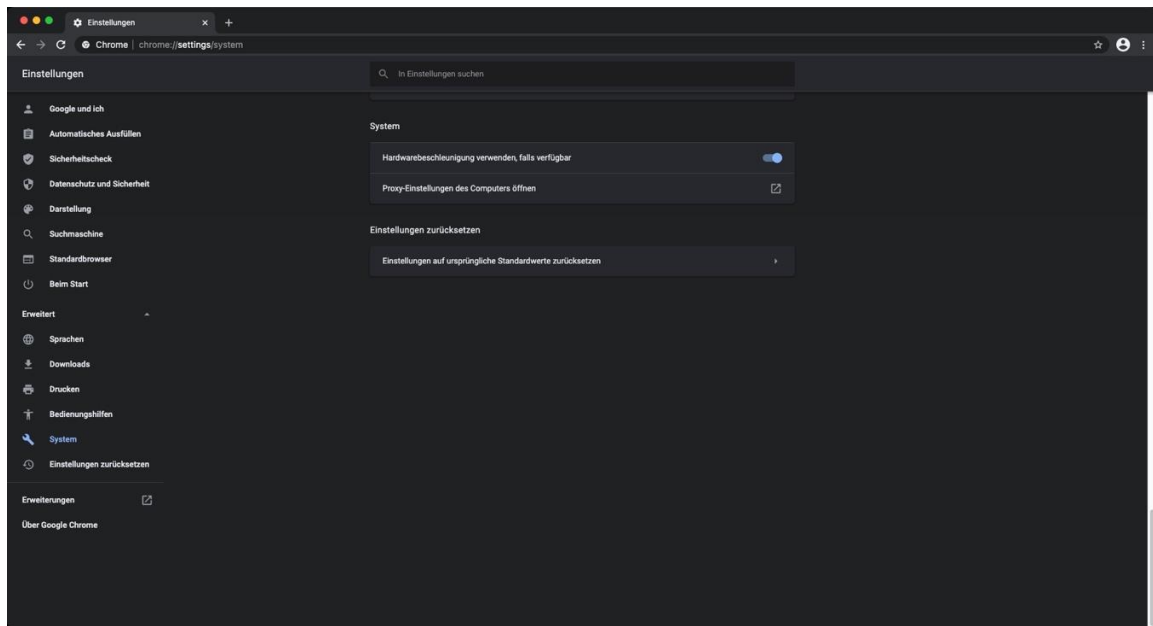 Einstellungen
Chrome | chrome://settings/system
Einstellungen
In Einstellungen suchen
Google und ich
Automatisches Ausfüllen
Sicherheitscheck
Datenschutz und Sicherheit
Darstellung
Suchmaschine
Standardbrowser
Beim Start
Erweitert
Sprachen
Downloads
Drucken
Bedienungshilfen
System
Einstellungen zurücksetzen
Erweiterungen
Über Google Chrome
System
Hardwarebeschleunigung verwenden, falls verfügbar
Proxy-Einstellungen des Computers öffnen
Einstellungen zurücksetzen
Einstellungen auf ursprüngliche Standardwerte zurücksetzen